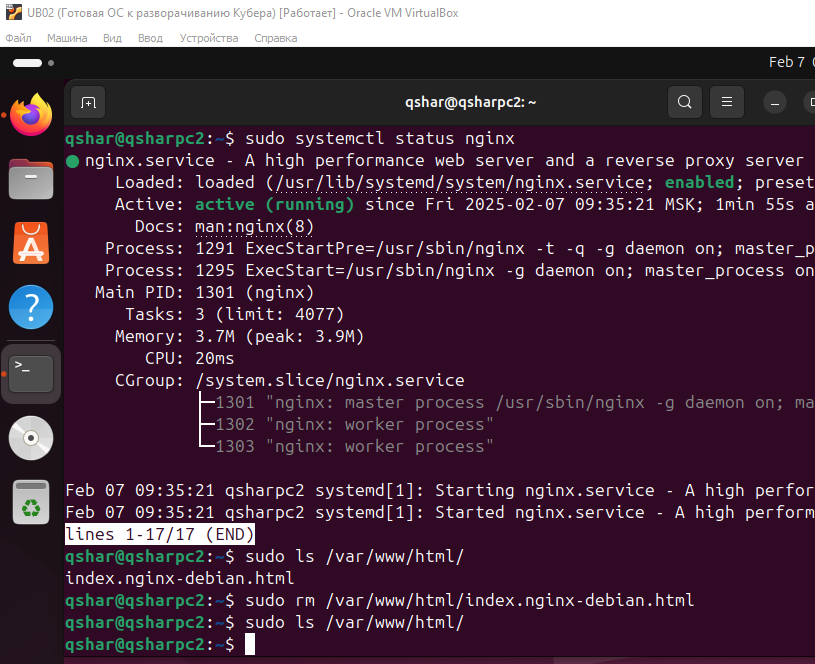 UB02 (Готовая ОС к разворачиванию Кубера) [Работает] - Oracle VM VirtualBox
Файл Машина Вид Ввод Устройства Справка
Feb 7
qshar@qsharpc2: ~
qshar@qsharpc2:~$ sudo systemctl status nginx
● nginx.service - A high performance web server and a reverse proxy server
Loaded: loaded (/usr/lib/systemd/system/nginx.service; enabled; preset
Active: active (running) since Fri 2025-02-07 09:35:21 MSK; 1min 55s a
Docs: man:nginx(8)
Process: 1291 ExecStartPre=/usr/sbin/nginx -t -q -g daemon on; master_p
Process: 1295 ExecStart=/usr/sbin/nginx -g daemon on; master_process on
Main PID: 1301 (nginx)
Tasks: 3 (limit: 4077)
Memory: 3.7M (peak: 3.9M)
CPU: 20ms
CGroup: /system.slice/nginx.service
├─1301 "nginx: master process /usr/sbin/nginx -g daemon on; ma
├─1302 "nginx: worker process"
└─1303 "nginx: worker process"
Feb 07 09:35:21 qsharpc2 systemd[1]: Starting nginx.service - A high perfor
Feb 07 09:35:21 qsharpc2 systemd[1]: Started nginx.service - A high perform
lines 1-17/17 (END)
qshar@qsharpc2:~$ sudo ls /var/www/html/
index.nginx-debian.html
qshar@qsharpc2:~$ sudo rm /var/www/html/index.nginx-debian.html
qshar@qsharpc2:~$ sudo ls /var/www/html/
qshar@qsharpc2:~$